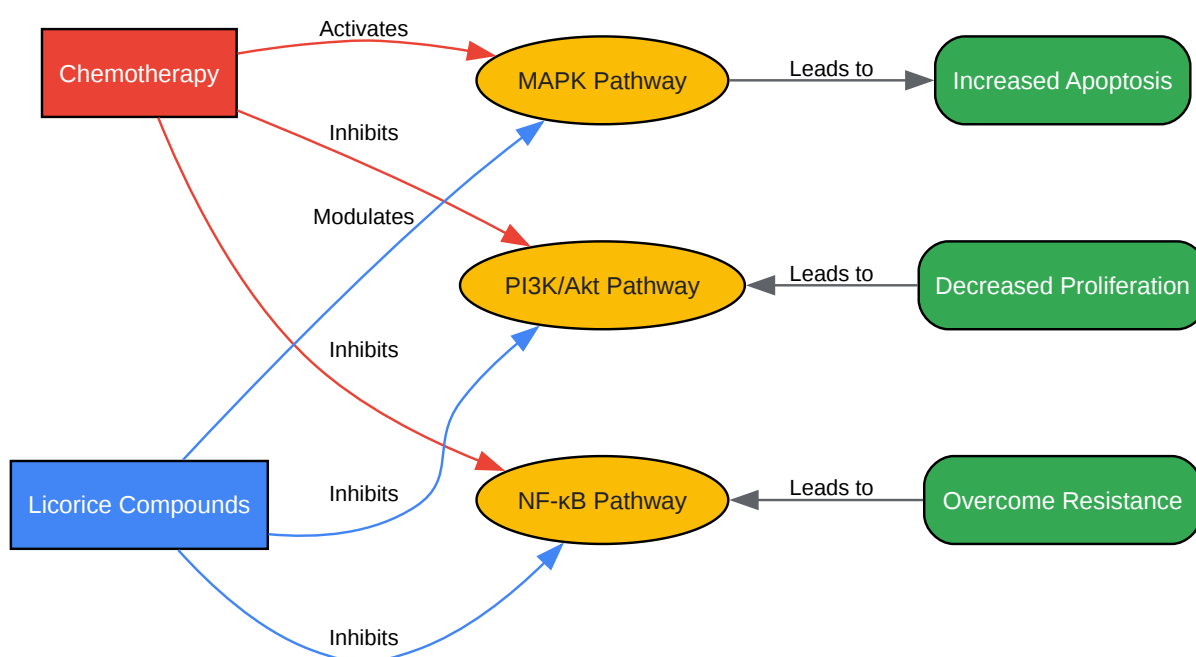 Activates
Chemotherapy
MAPK Pathway
Leads to
Increased Apoptosis
Inhibits
Modulates
PI3K/Akt Pathway
Leads to
Decreased Proliferation
Inhibits
Licorice Compounds
Inhibits
NF-κB Pathway
Leads to
Overcome Resistance
Inhibits